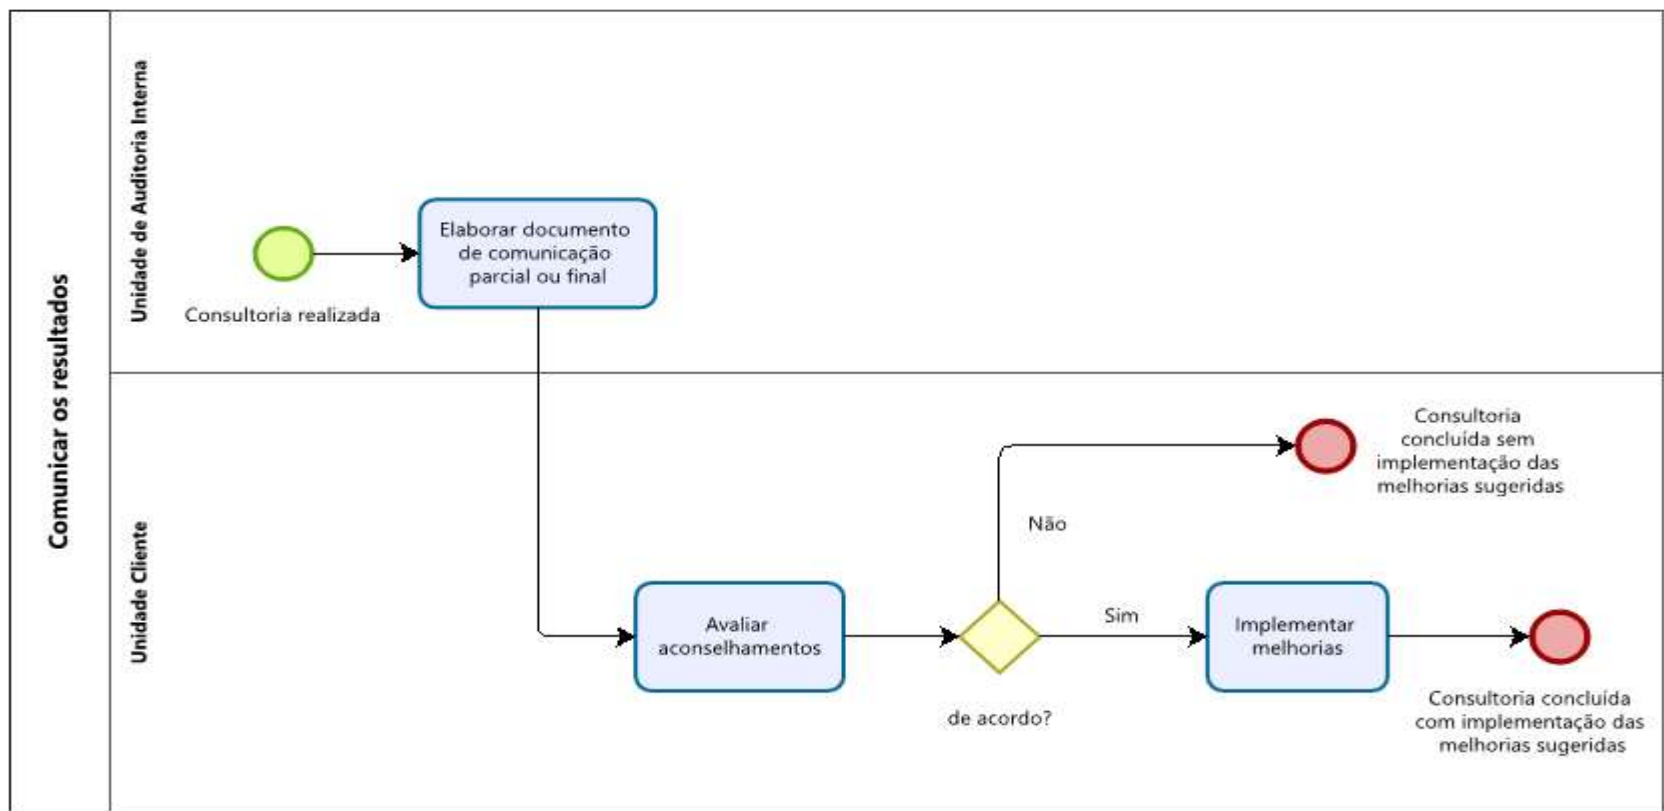 Comunicar os resultados
Unidade de Auditoria Interna
Consultoria realizada
Elaborar documento
de comunicação
parcial ou final
Unidade Cliente
Avaliar
aconselhamentos
de acordo?
Não
Consultoria
concluída sem
implementação das
melhorias sugeridas
Sim
Implementar
melhorias
Consultoria concluída
com implementação das
melhorias sugeridas